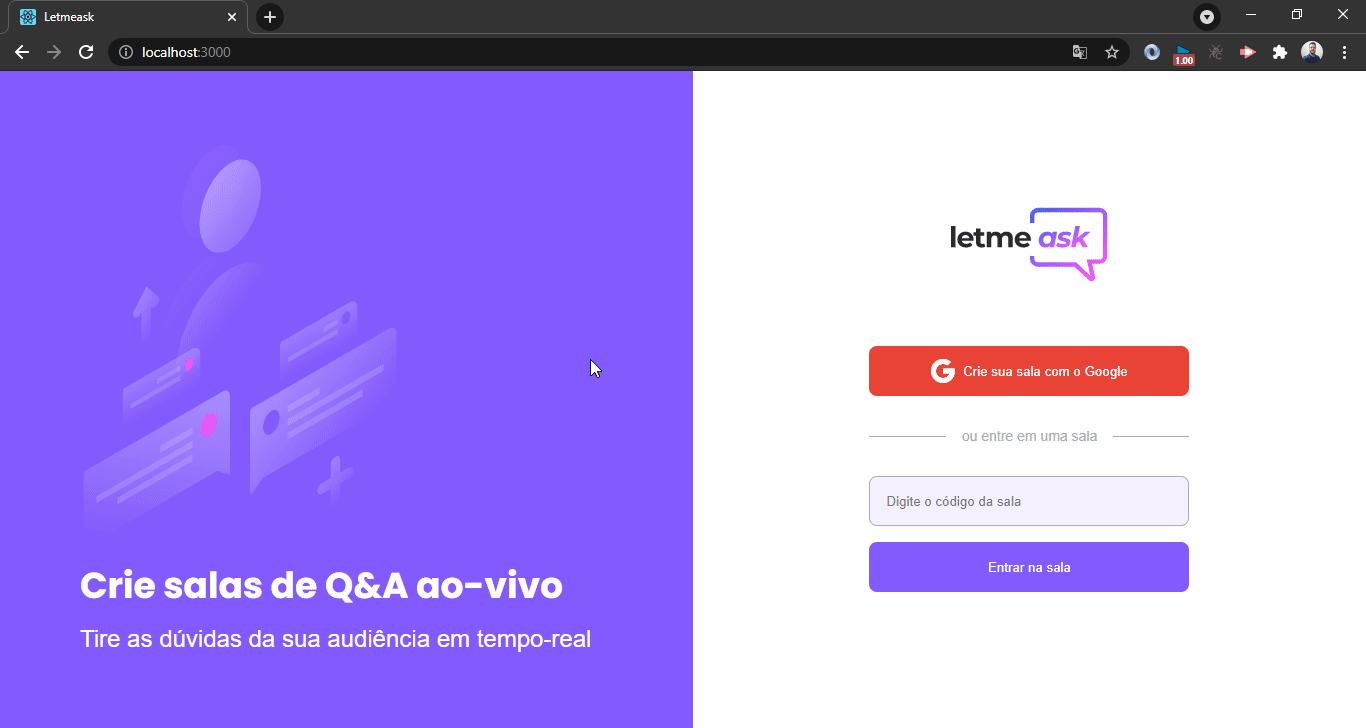 Letmeask
localhost:3000
1.00
letme ask
Crie sua sala com o Google
ou entre em uma sala
Digite o código da sala
Entrar na sala
Crie salas de Q&A ao-vivo
Tire as dúvidas da sua audiência em tempo-real